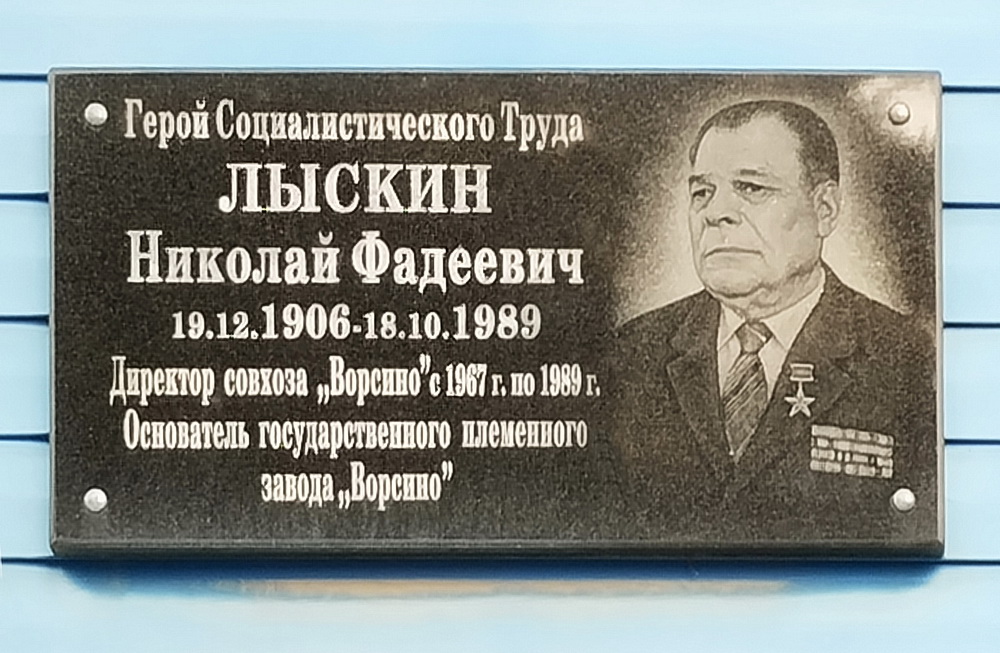 Герой Социалистического Труда
ЛЫСКИН
Николай Фадеевич
19.12.1906-18.10.1989
Директор совхоза „Ворсино” с 1967 г. по 1989 г.
Основатель государственного племенного
завода „Ворсино”